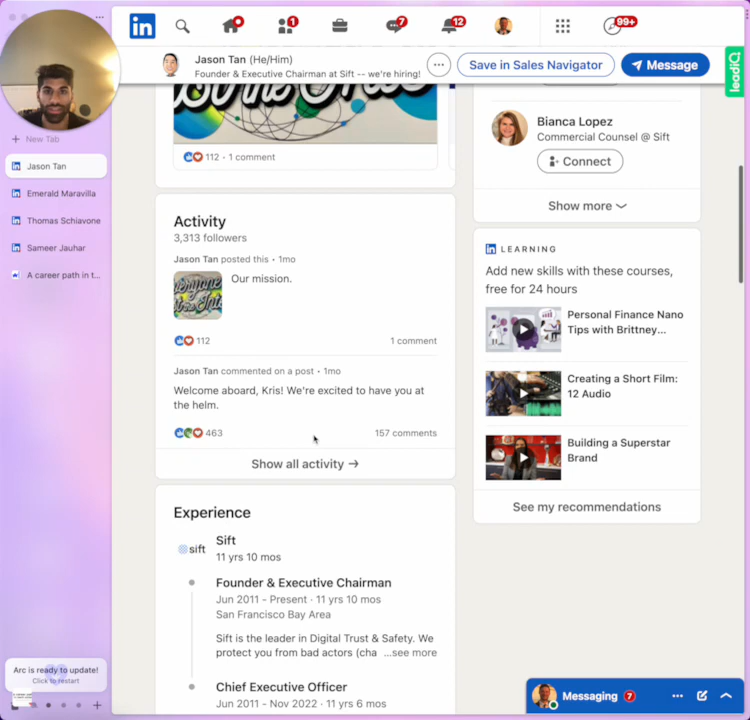 in
1
7
12
99+
Jason Tan (He/Him)
Founder & Executive Chairman at Sift -- we're hiring!
Save in Sales Navigator
Message
leadIQ
New Tab
Jason Tan
Emerald Maravilla
Thomas Schiavone
Sameer Jauhar
A career path in t...
112 · 1 comment
Activity
3,313 followers
Jason Tan posted this • 1mo
Our mission.
112
1 comment
Jason Tan commented on a post • 1mo
Welcome aboard, Kris! We're excited to have you at
the helm.
463
157 comments
Show all activity →
Experience
sift
Sift
11 yrs 10 mos
Founder & Executive Chairman
Jun 2011 - Present · 11 yrs 10 mos
San Francisco Bay Area
Sift is the leader in Digital Trust & Safety. We
protect you from bad actors (cha ...see more
Chief Executive Officer
Jun 2011 - Nov 2022 · 11 yrs 6 mos
Bianca Lopez
Commercial Counsel @ Sift
Connect
Show more
in LEARNING
Add new skills with these courses,
free for 24 hours
Personal Finance Nano
Tips with Brittney...
Creating a Short Film:
12 Audio
Building a Superstar
Brand
See my recommendations
Arc is ready to update!
Click to restart
Messaging 7